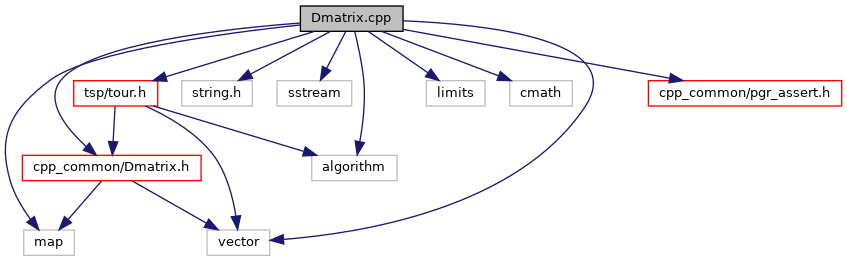 Dmatrix.cpp
tsp/tour.h
string.h
sstream
limits
cmath
cpp_common/pgr_assert.h
cpp_common/Dmatrix.h
algorithm
map
vector